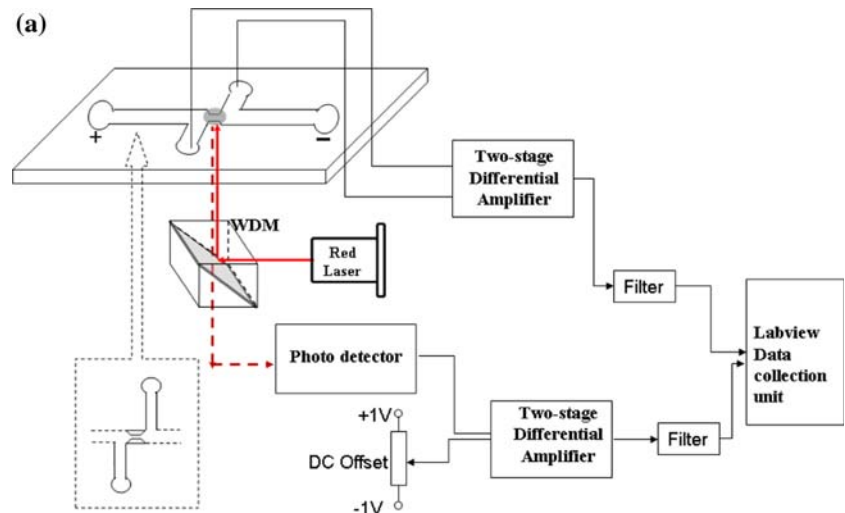 (a)
+
−
Two-stage
Differential
Amplifier
WDM
Red
Laser
Filter
Labview
Data
collection
unit
Photo detector
+1V
DC Offset
-1V
Two-stage
Differential
Amplifier
Filter